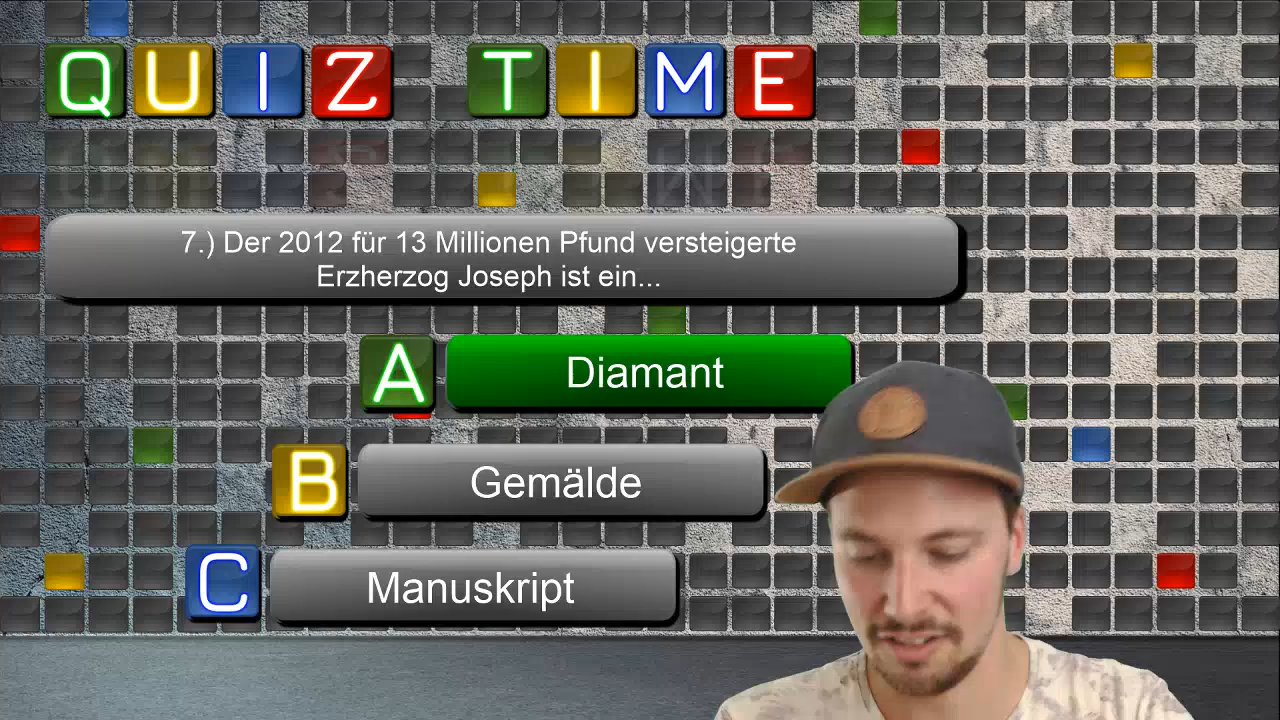 QUIZ TIME
7.) Der 2012 für 13 Millionen Pfund versteigerte
Erzherzog Joseph ist ein...
A Diamant
B Gemälde
C Manuskript